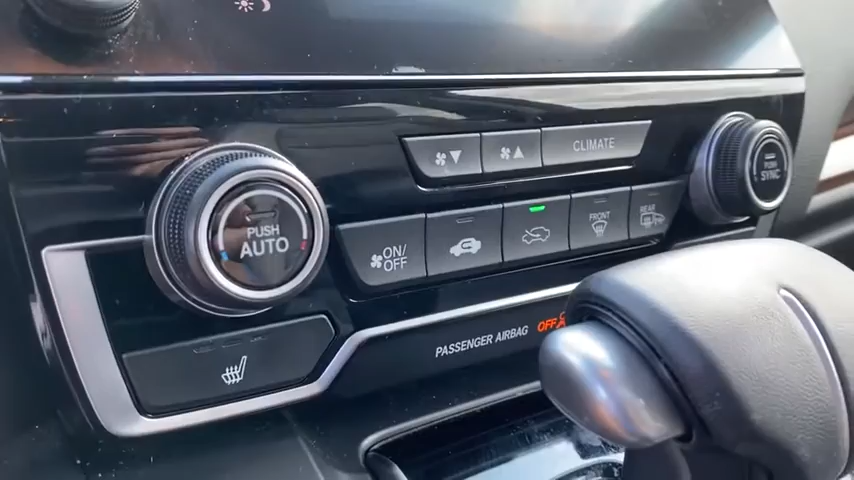 CLIMATE
PUSH
SYNC
PUSH
AUTO
ON/
OFF
FRONT
REAR
PASSENGER AIRBAG
OFF